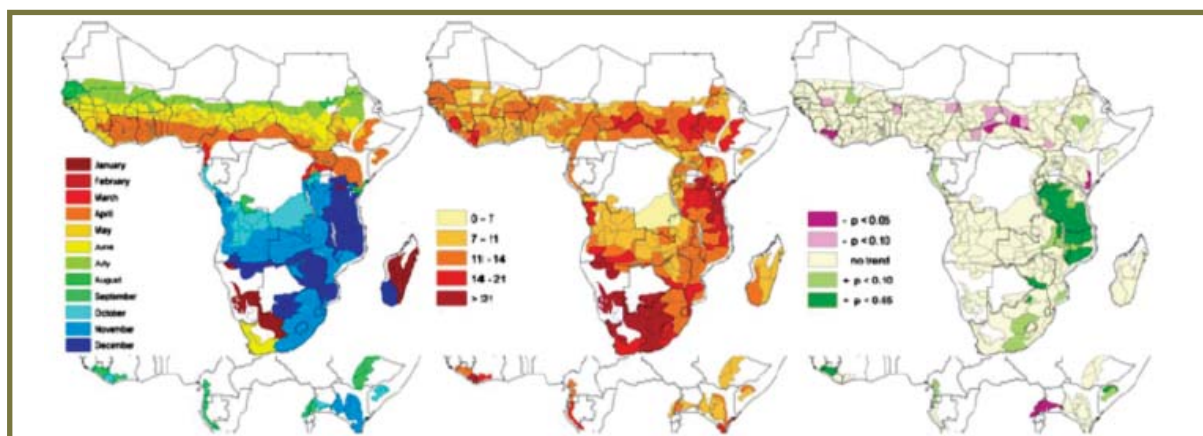 January
February
March
April
May
June
July
August
September
October
November
December
0 - 7
7 - 11
11 - 14
14 - 21
> 21
- p < 0.05
- p < 0.10
no trend
+ p < 0.10
+ p < 0.05